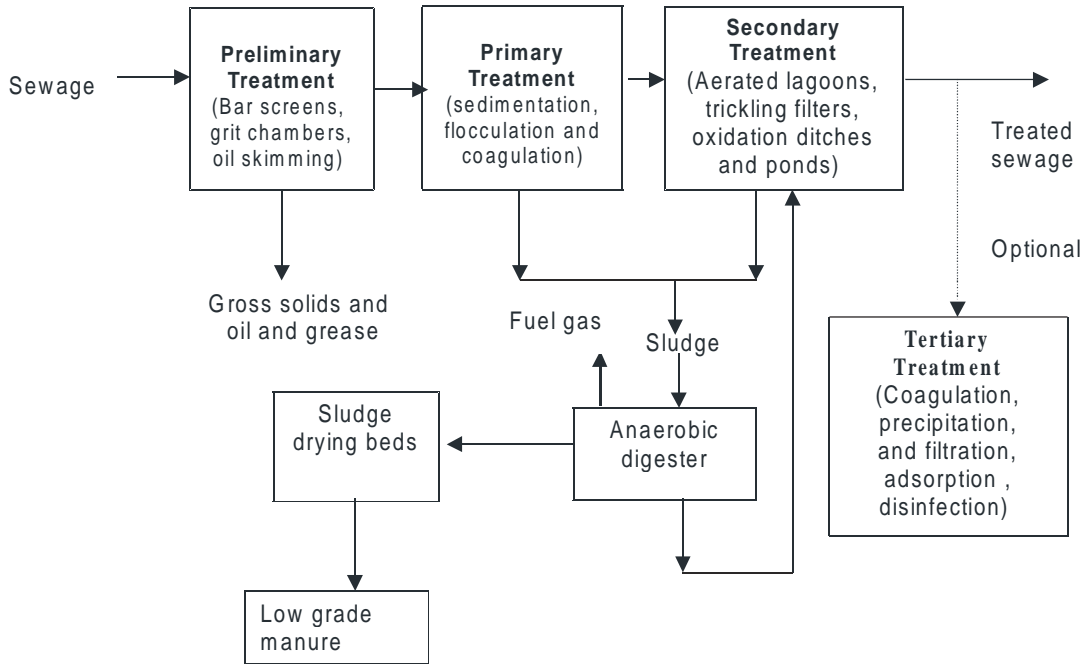 Sewage
Preliminary
Treatment
(Bar screens,
grit chambers,
oil skimming)
Primary
Treatment
(sedimentation,
flocculation and
coagulation)
Secondary
Treatment
(Aerated lagoons,
trickling filters,
oxidation ditches
and ponds)
Treated
sewage
Optional
Gross solids and
oil and grease
Fuel gas
Sludge
Tertiary
Treatment
(Coagulation,
precipitation,
and filtration,
adsorption ,
disinfection)
Sludge
drying beds
Anaerobic
digester
Low grade
manure